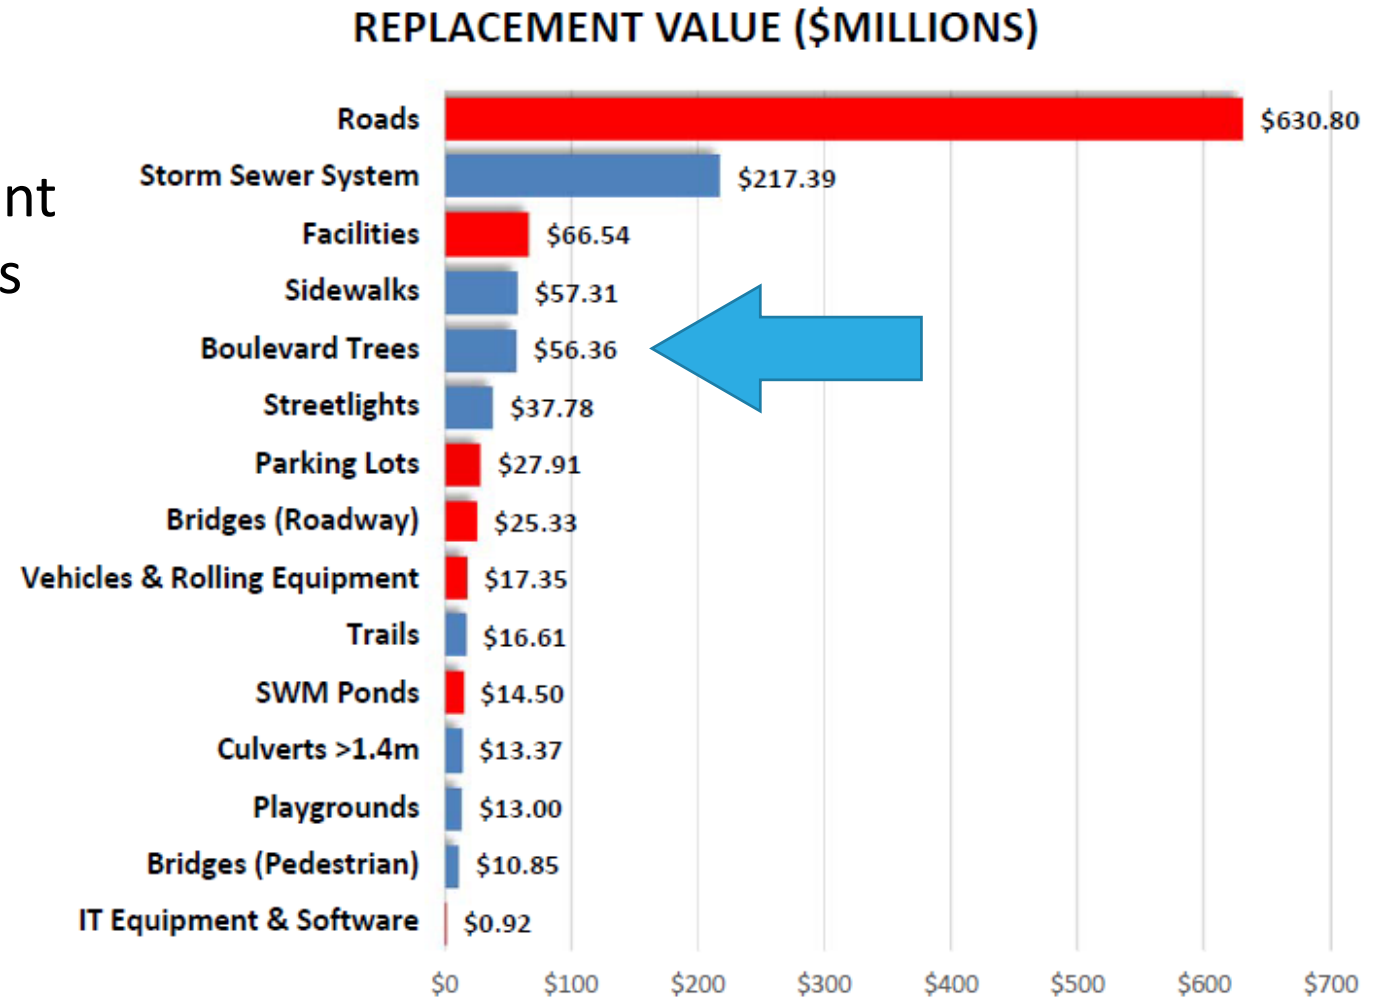 REPLACEMENT VALUE ($MILLIONS)
nt
s
Roads $630.80
Storm Sewer System $217.39
Facilities $66.54
Sidewalks $57.31
Boulevard Trees $56.36
Streetlights $37.78
Parking Lots $27.91
Bridges (Roadway) $25.33
Vehicles & Rolling Equipment $17.35
Trails $16.61
SWM Ponds $14.50
Culverts >1.4m $13.37
Playgrounds $13.00
Bridges (Pedestrian) $10.85
IT Equipment & Software $0.92
$0 $100 $200 $300 $400 $500 $600 $700